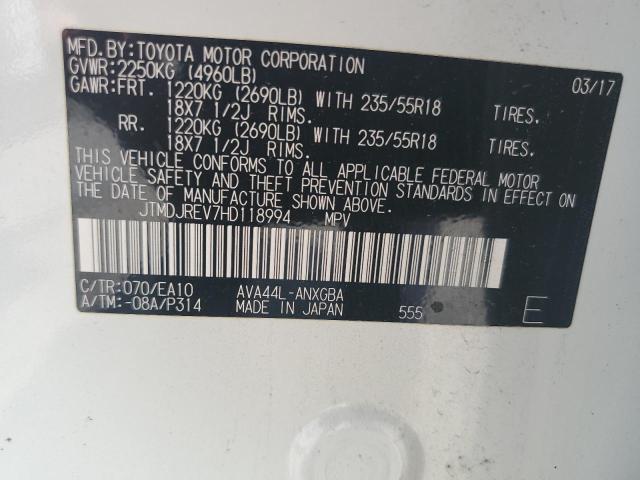 MFD.BY:TOYOTA MOTOR CORPORATION 03/17
GVWR:2250KG (4960LB)
GAWR:FRT. 1220KG (2690LB) WITH 235/55R18 TIRES.
18X7 1/2J RIMS.
RR. 1220KG (2690LB) WITH 235/55R18 TIRES.
18X7 1/2J RIMS.
THIS VEHICLE CONFORMS TO ALL APPLICABLE FEDERAL MOTOR
VEHICLE SAFETY AND THEFT PREVENTION STANDARDS IN EFFECT ON
THE DATE OF MANUFACTURE SHOWN ABOVE.
JTMDJREV7HD118994 MPV
C/TR:070/EA10 AVA44L-ANXGBA
A/TM:-08A/P314 MADE IN JAPAN 555 E